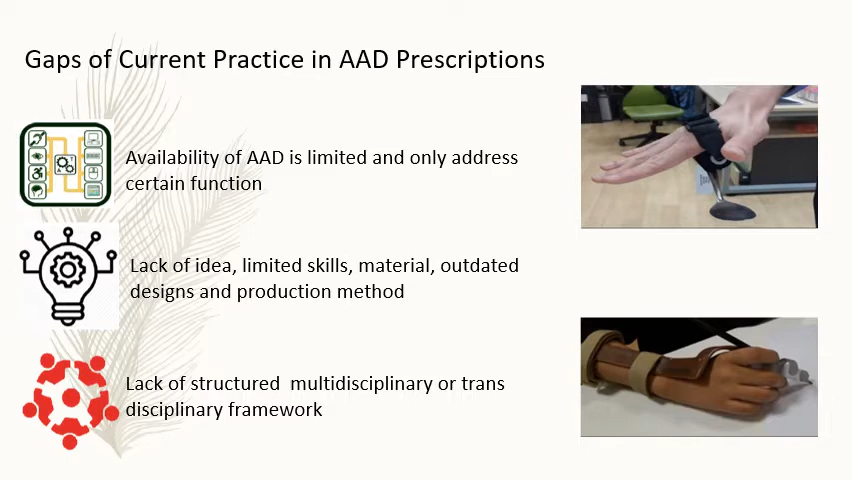 Gaps of Current Practice in AAD Prescriptions
Availability of AAD is limited and only address
certain function
Lack of idea, limited skills, material, outdated
designs and production method
Lack of structured  multidisciplinary or trans
disciplinary framework